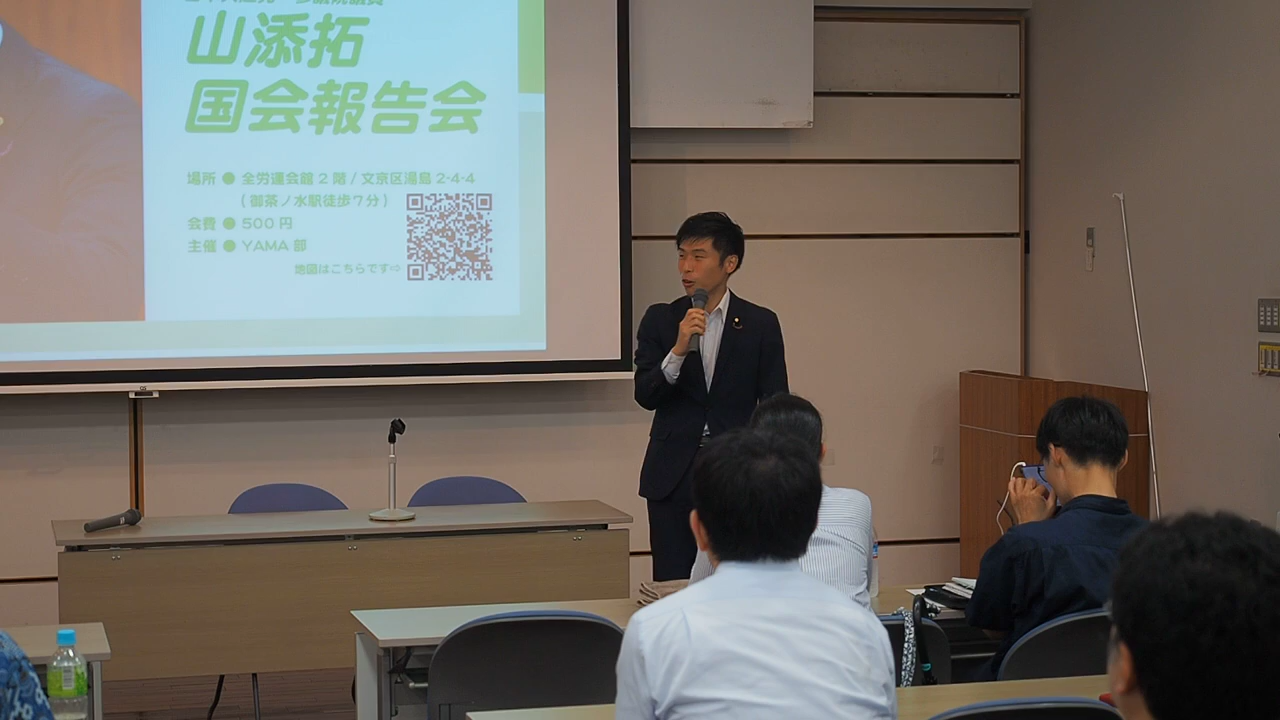 山添拓
国会報告会
場所 ● 全労連会館 2 階 / 文京区湯島 2-4-4
( 御茶ノ水駅徒歩７分 )
会費 ● 500 円
主催 ● YAMA 部
地図はこちらです⇨